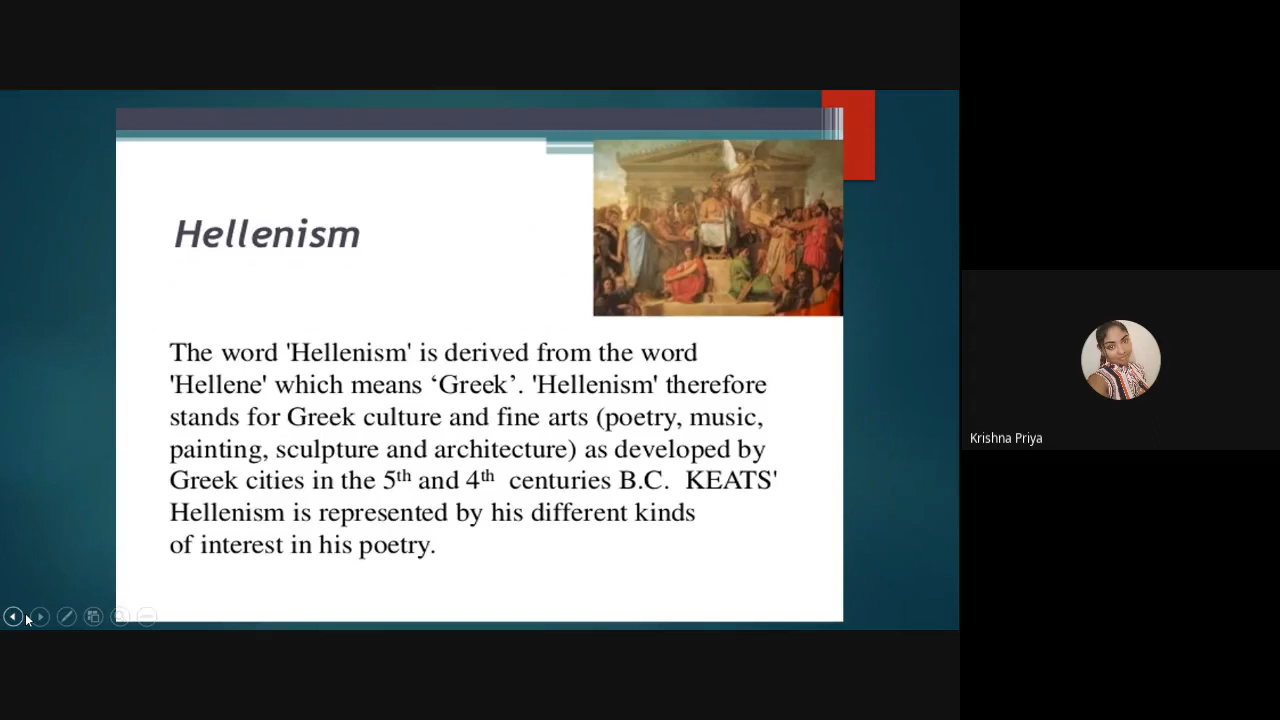 Hellenism
The word 'Hellenism' is derived from the word
'Hellene' which means ‘Greek’. 'Hellenism' therefore
stands for Greek culture and fine arts (poetry, music,
painting, sculpture and architecture) as developed by
Greek cities in the 5th and 4th centuries B.C. KEATS'
Hellenism is represented by his different kinds
of interest in his poetry.
Krishna Priya